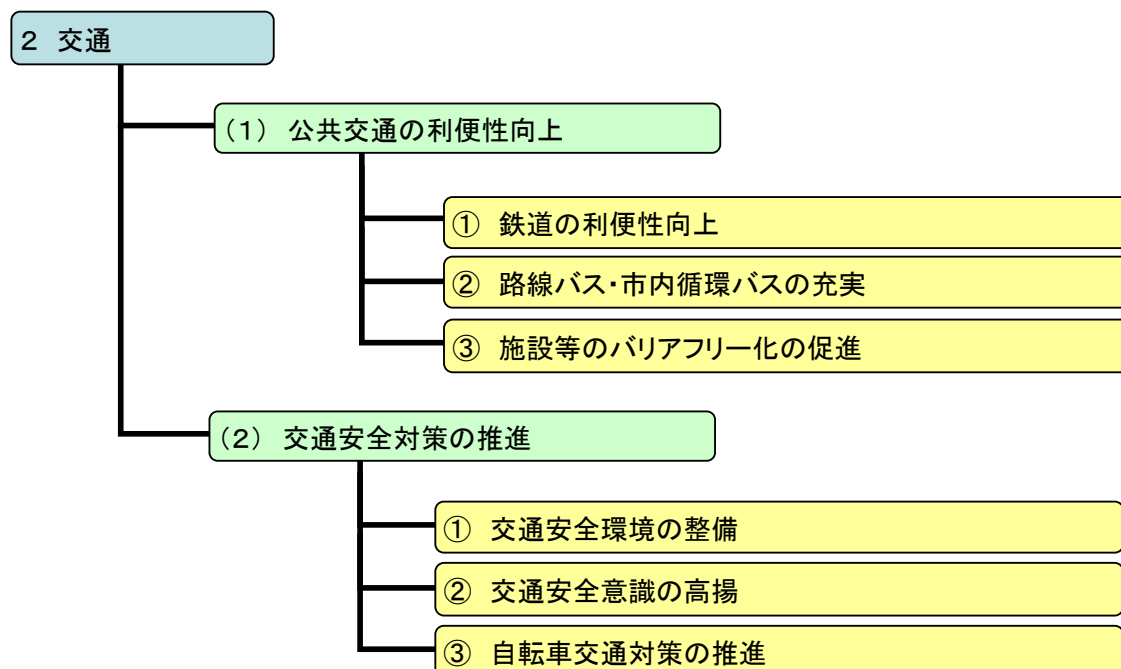 2 交通
(1) 公共交通の利便性向上
① 鉄道の利便性向上
② 路線バス・市内循環バスの充実
③ 施設等のバリアフリー化の促進
(2) 交通安全対策の推進
① 交通安全環境の整備
② 交通安全意識の高揚
③ 自転車交通対策の推進